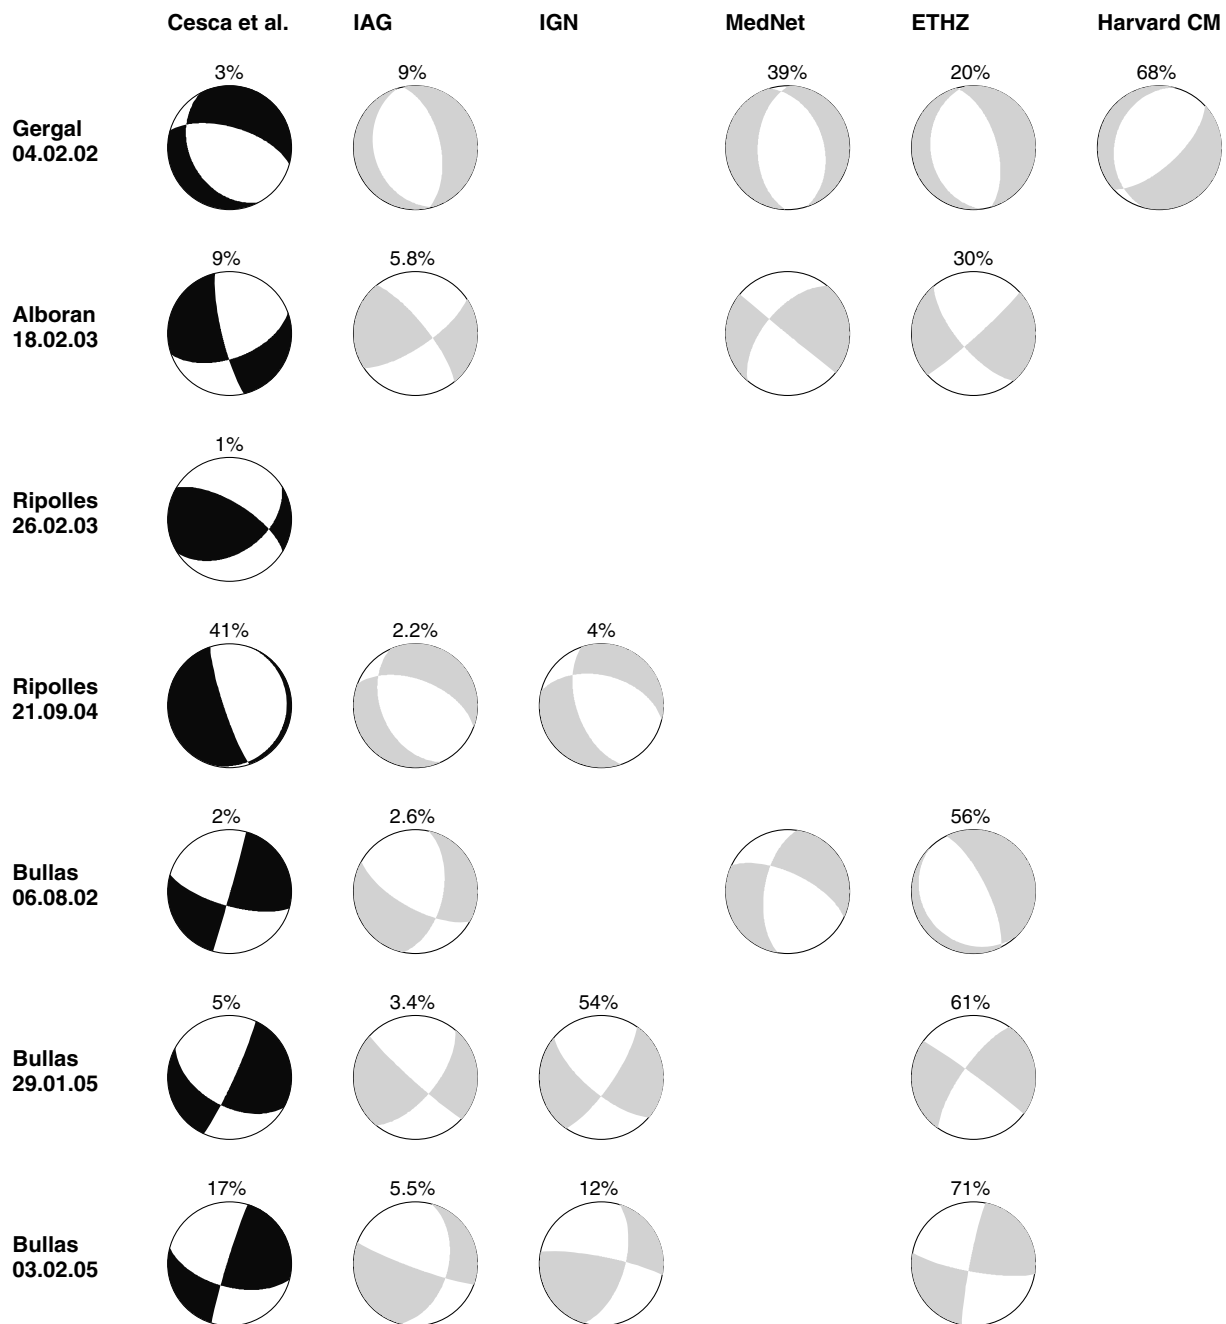 Cesca et al. IAG IGN MedNet ETHZ Harvard CM
3% 9% 39% 20% 68%
Gergal
04.02.02
9% 5.8% 30%
Alboran
18.02.03
1%
Ripolles
26.02.03
41% 2.2% 4%
Ripolles
21.09.04
2% 2.6% 56%
Bullas
06.08.02
5% 3.4% 54% 61%
Bullas
29.01.05
17% 5.5% 12% 71%
Bullas
03.02.05